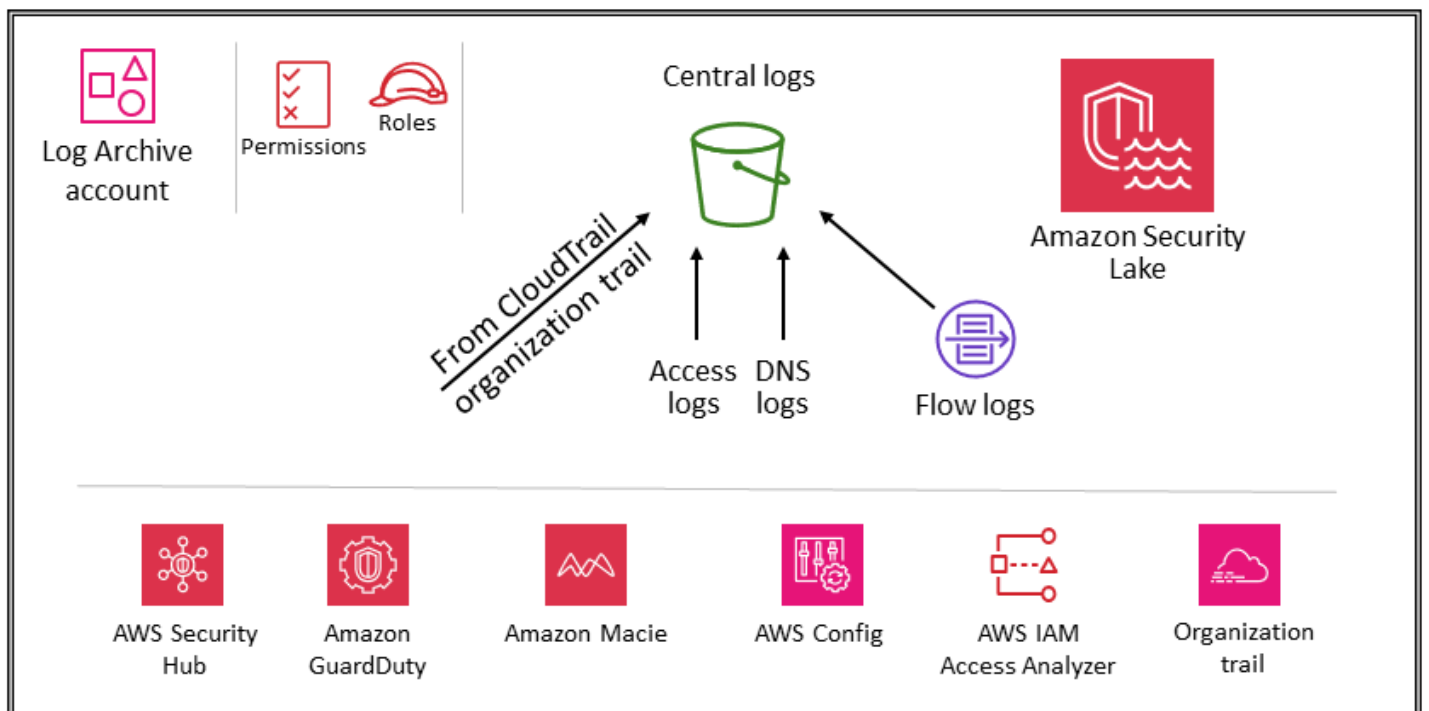 Log Archive
account
Permissions
Roles
Central logs
Amazon Security
Lake
From CloudTrail
organization trail
Access
logs
DNS
logs
Flow logs
AWS Security
Hub
Amazon
GuardDuty
Amazon Macie
AWS Config
AWS IAM
Access Analyzer
Organization
trail